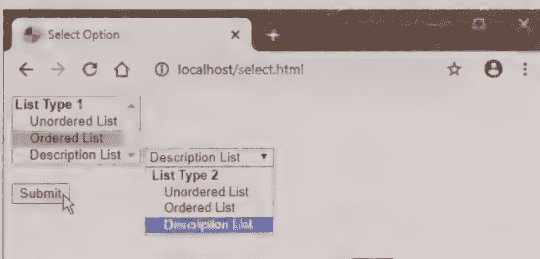 Select Option
localhost/select.html
List Type 1
Unordered List
Ordered List
Description List
Description List
List Type 2
Unordered List
Ordered List
Description List
Submit